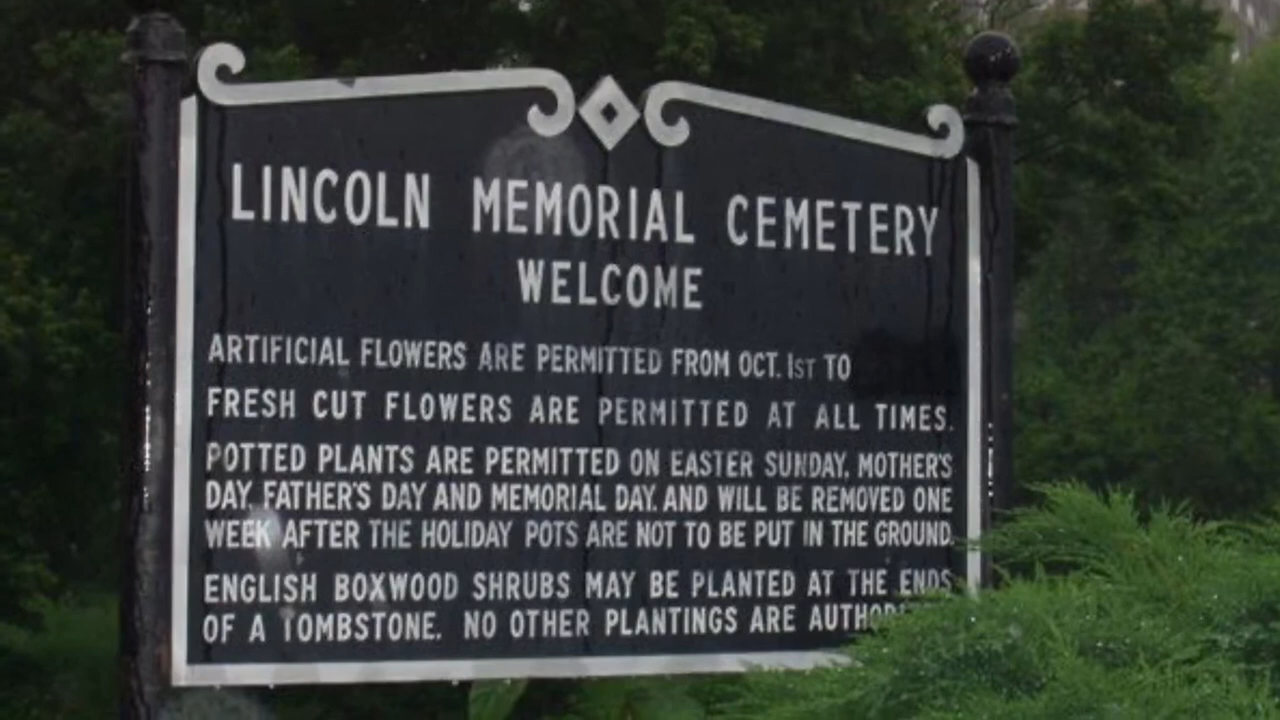 LINCOLN MEMORIAL CEMETERY
WELCOME
ARTIFICIAL FLOWERS ARE PERMITTED FROM OCT. 1ST TO
FRESH CUT FLOWERS ARE PERMITTED AT ALL TIMES.
POTTED PLANTS ARE PERMITTED ON EASTER SUNDAY, MOTHER'S
DAY, FATHER'S DAY AND MEMORIAL DAY, AND WILL BE REMOVED ONE
WEEK AFTER THE HOLIDAY POTS ARE NOT TO BE PUT IN THE GROUND.
ENGLISH BOXWOOD SHRUBS MAY BE PLANTED AT THE ENDS
OF A TOMBSTONE. NO OTHER PLANTINGS ARE